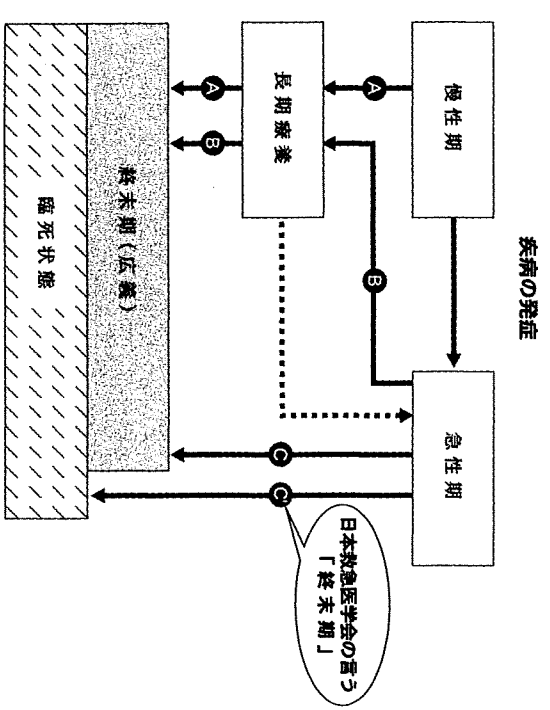 疾病の発症
慢性期
急性期
A
B
長期療養
A
B
C
C'
日本救急医学会の言う
「終末期」
終末期(広義)
臨死状態